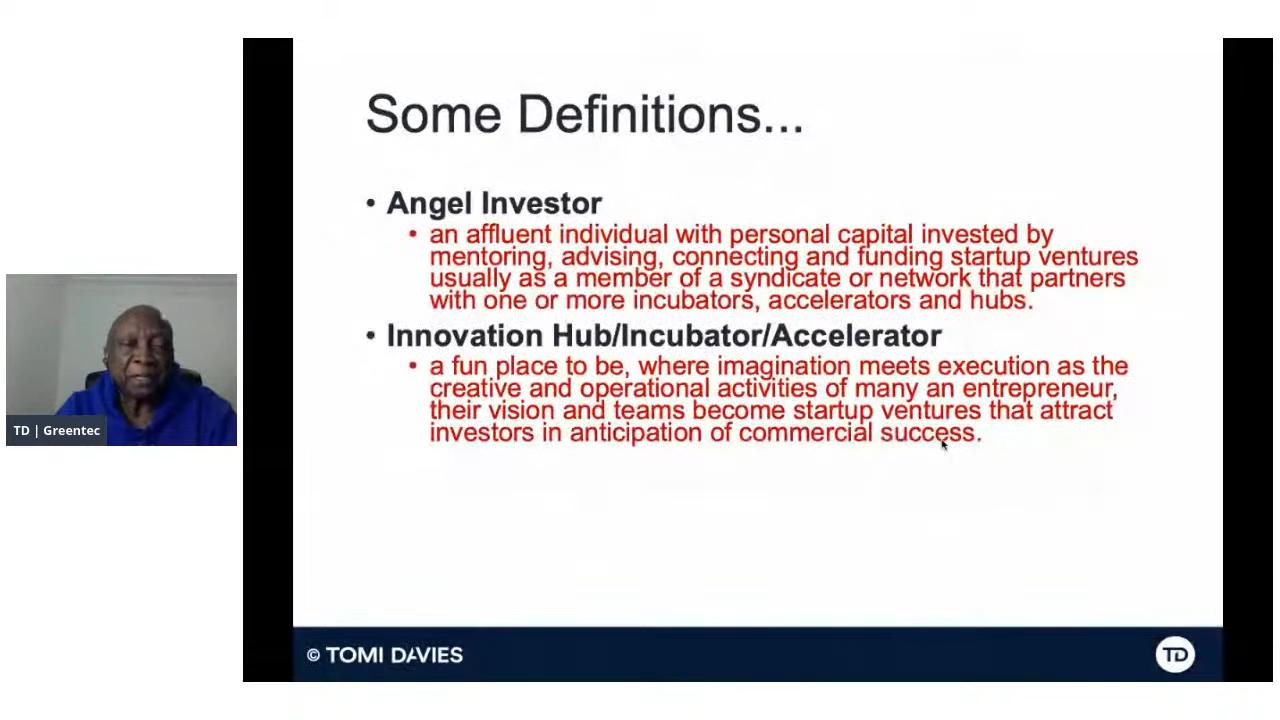 Some Definitions...
• Angel Investor
• an affluent individual with personal capital invested by
mentoring, advising, connecting and funding startup ventures
usually as a member of a syndicate or network that partners
with one or more incubators, accelerators and hubs.
• Innovation Hub/Incubator/Accelerator
• a fun place to be, where imagination meets execution as the
creative and operational activities of many an entrepreneur,
their vision and teams become startup ventures that attract
investors in anticipation of commercial success.
TD | Greentec
© TOMI DAVIES
TD